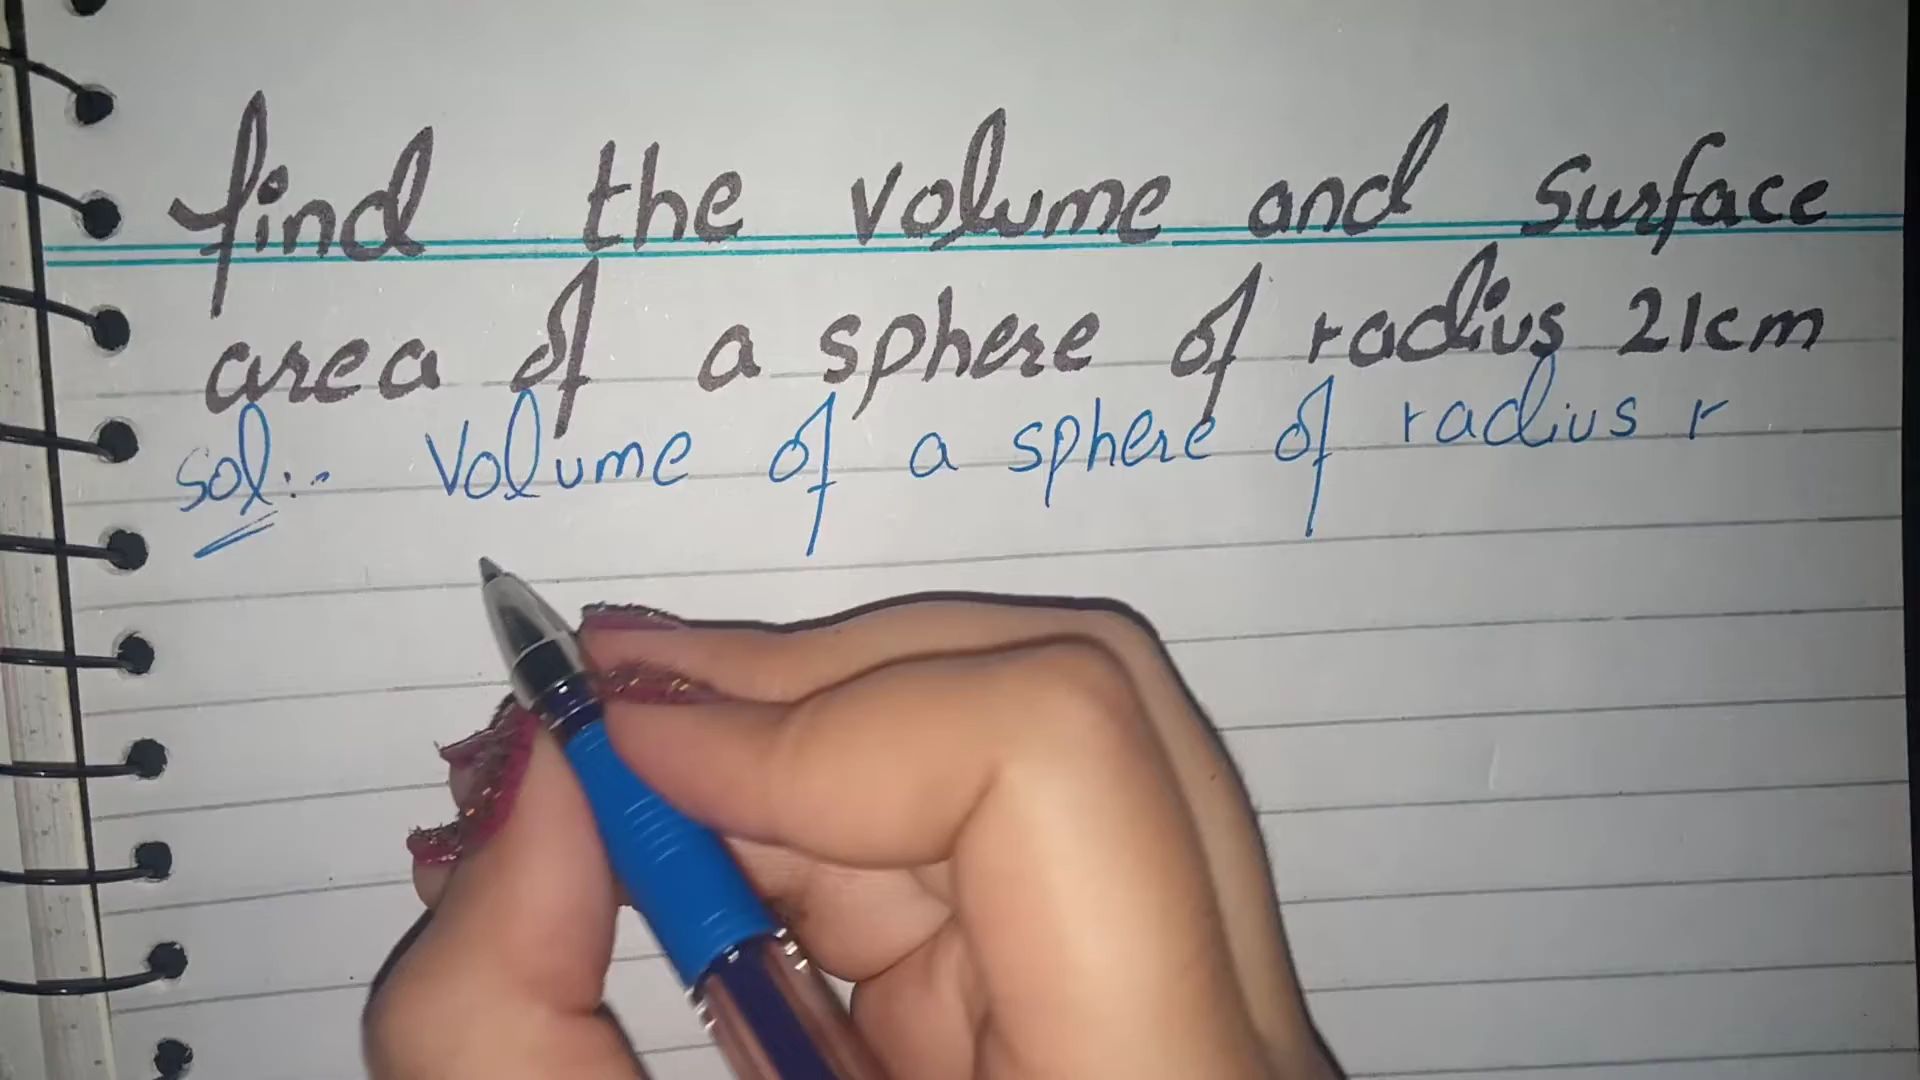 find the volume and Surface
area of a sphere of radius 21cm
Sol:- Volume of a sphere of radius r